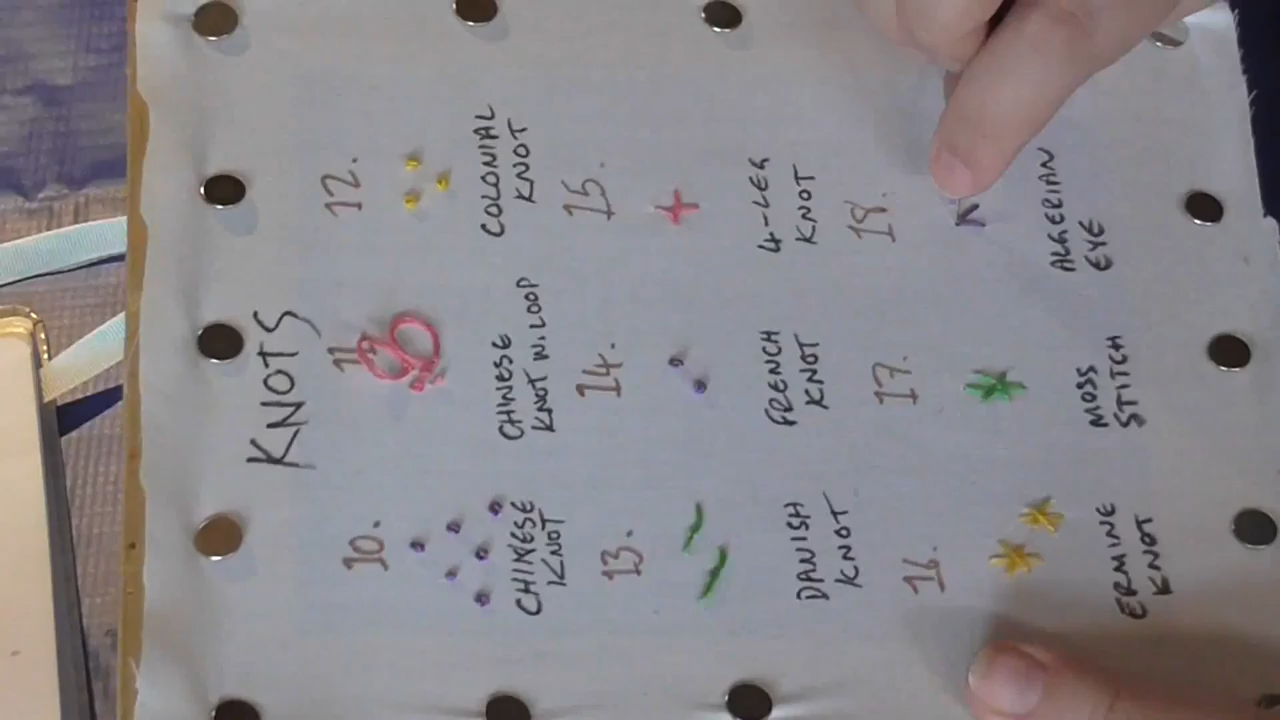 KNOTS
10.
CHINESE
KNOT
11.
CHINESE
KNOT W. LOOP
12.
COLONIAL
KNOT
13.
DANISH
KNOT
14.
FRENCH
KNOT
15.
4-LEG
KNOT
16.
ERMINE
KNOT
17.
MOSS
STITCH
18.
ALGERIAN
EYE